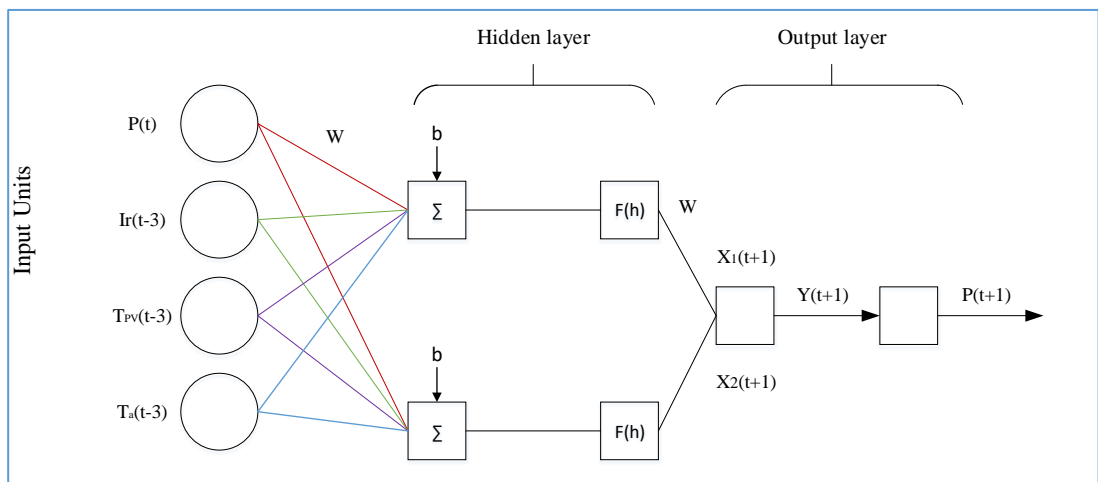 Hidden layer
Output layer
Input Units
P(t)
W
b
Ir(t-3)
Σ
F(h)
W
X₁(t+1)
Y(t+1)
P(t+1)
TPV(t-3)
b
X2(t+1)
Tₐ(t-3)
Σ
F(h)